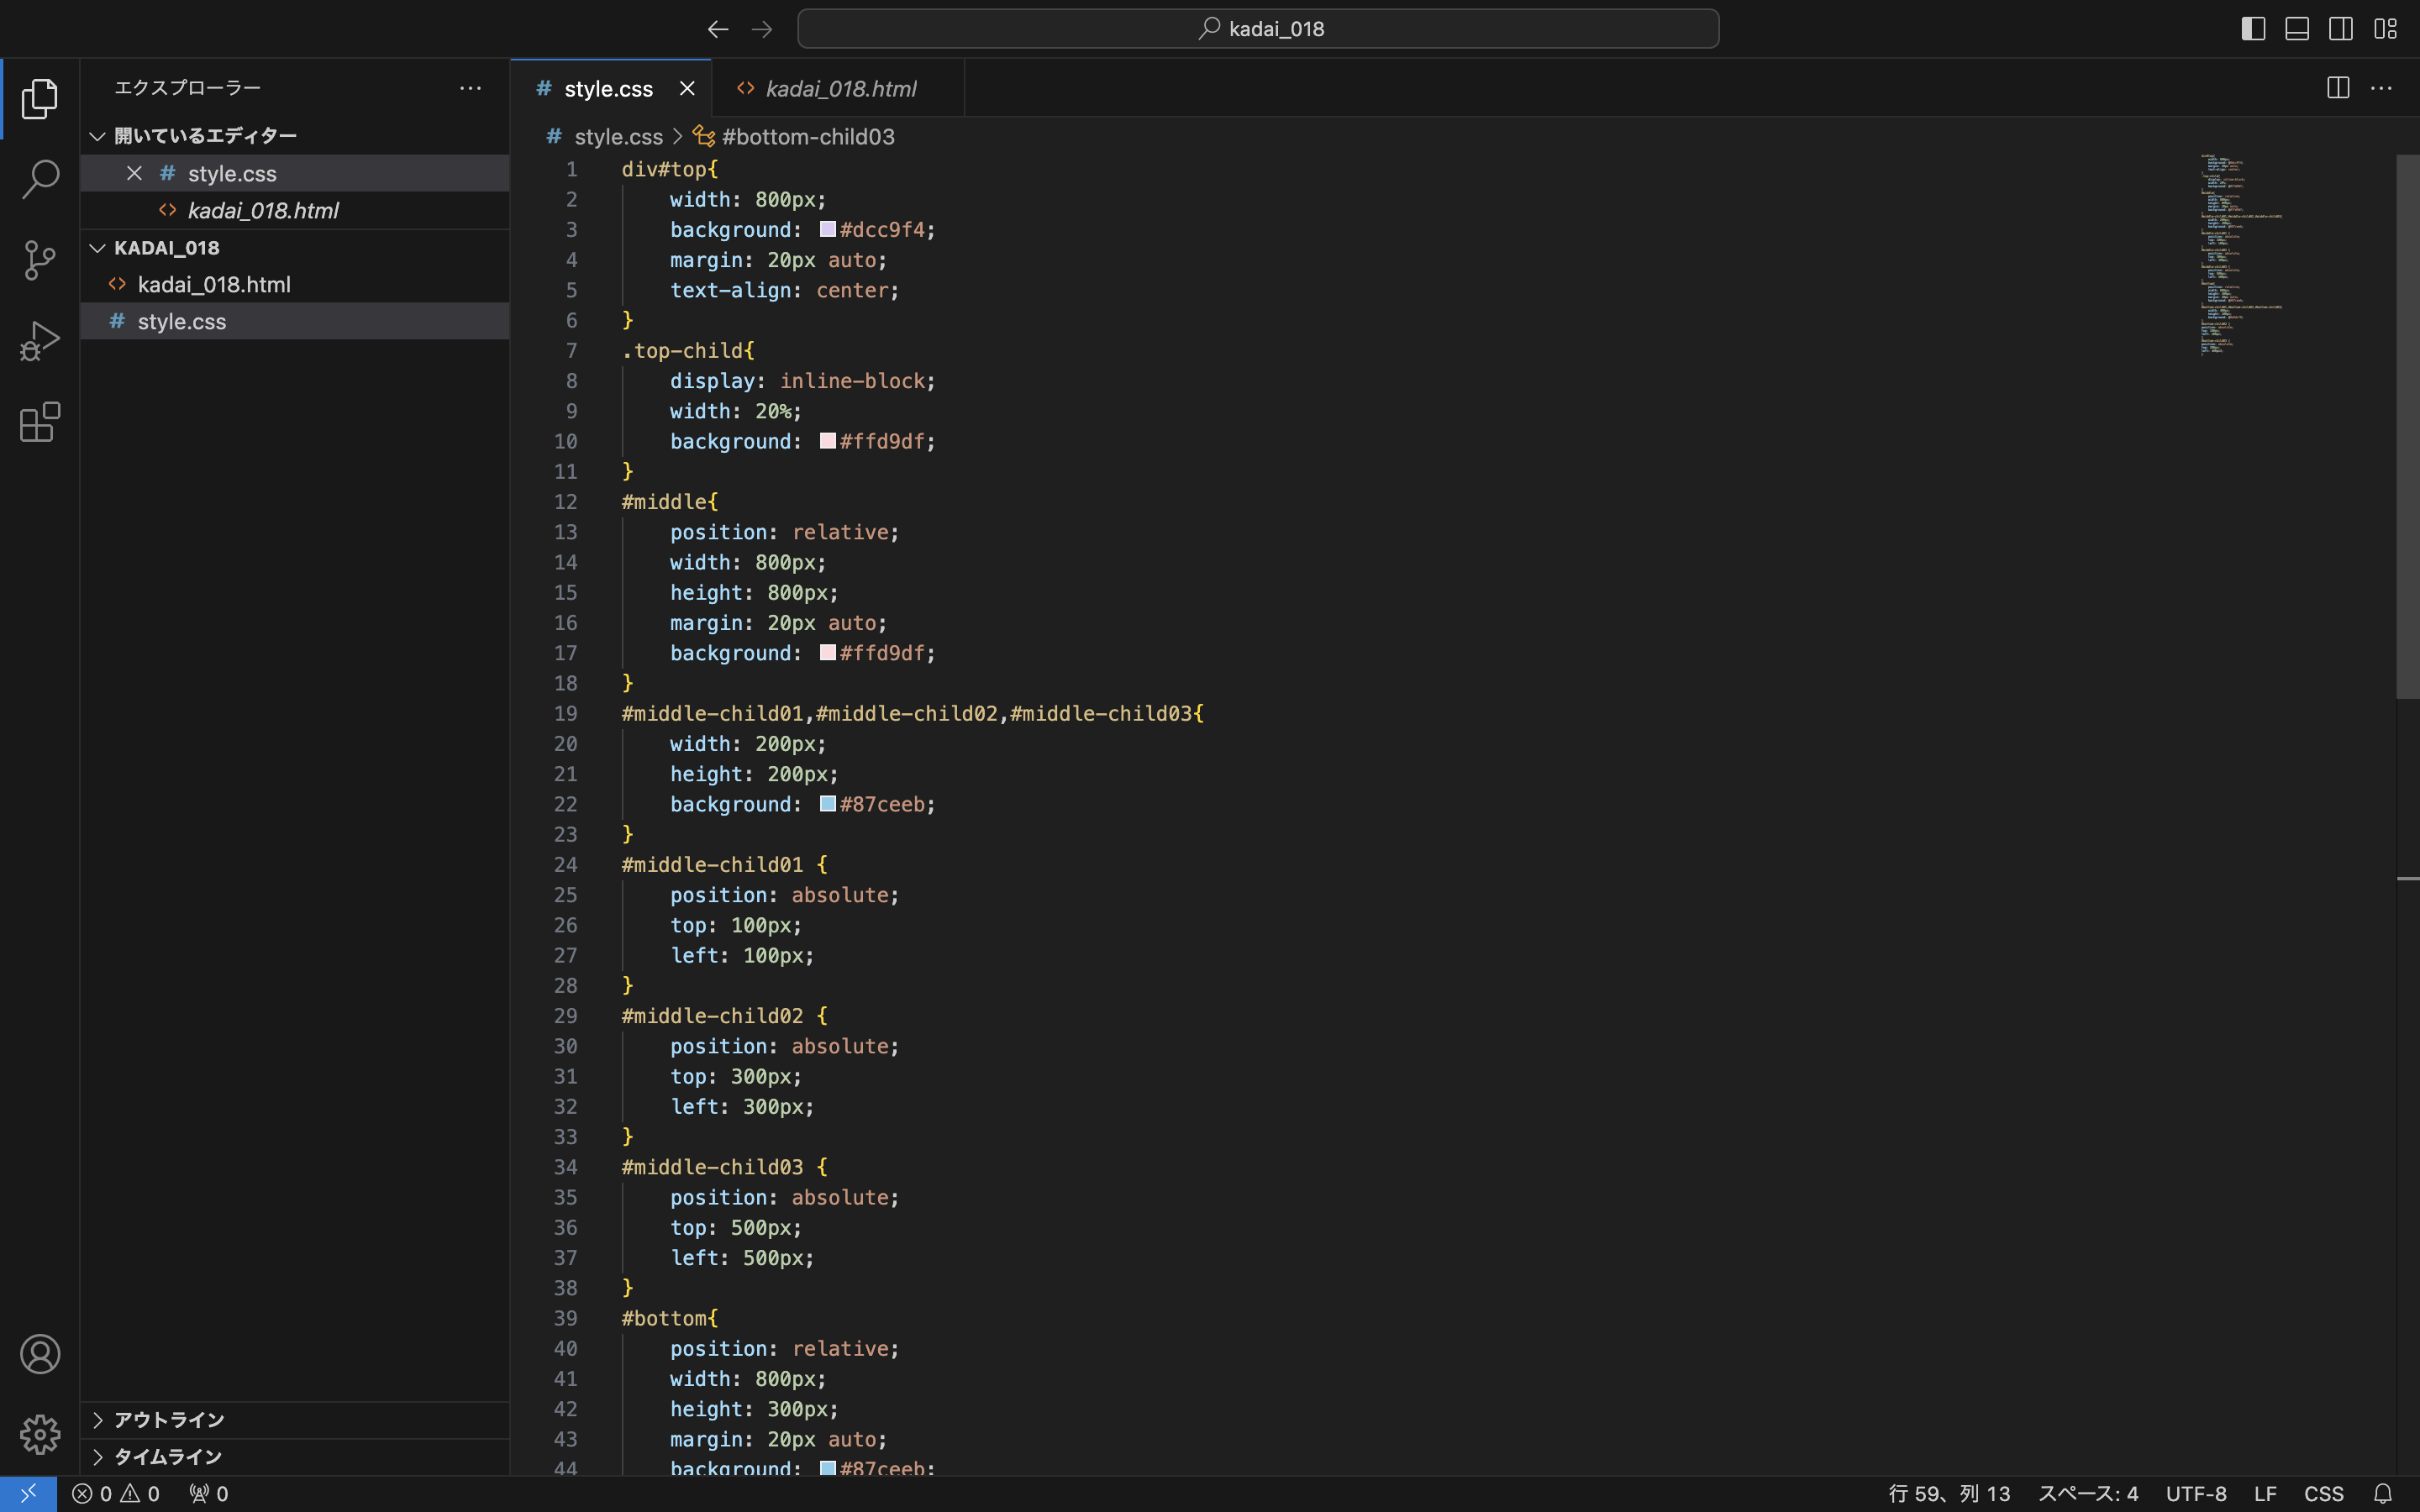 kadai_018
エクスプローラー
開いているエディター
style.css
kadai_018.html
KADAI_018
kadai_018.html
style.css
アウトライン
タイムライン
style.css
kadai_018.html
style.css > #bottom-child03
1 div#top{
2 width: 800px;
3 background: #dcc9f4;
4 margin: 20px auto;
5 text-align: center;
6 }
7 .top-child{
8 display: inline-block;
9 width: 20%;
10 background: #ffd9df;
11 }
12 #middle{
13 position: relative;
14 width: 800px;
15 height: 800px;
16 margin: 20px auto;
17 background: #ffd9df;
18 }
19 #middle-child01,#middle-child02,#middle-child03{
20 width: 200px;
21 height: 200px;
22 background: #87ceeb;
23 }
24 #middle-child01 {
25 position: absolute;
26 top: 100px;
27 left: 100px;
28 }
29 #middle-child02 {
30 position: absolute;
31 top: 300px;
32 left: 300px;
33 }
34 #middle-child03 {
35 position: absolute;
36 top: 500px;
37 left: 500px;
38 }
39 #bottom{
40 position: relative;
41 width: 800px;
42 height: 300px;
43 margin: 20px auto;
44 background: #87ceeb;
0 0 0
行 59、列 13 スペース: 4 UTF-8 LF CSS